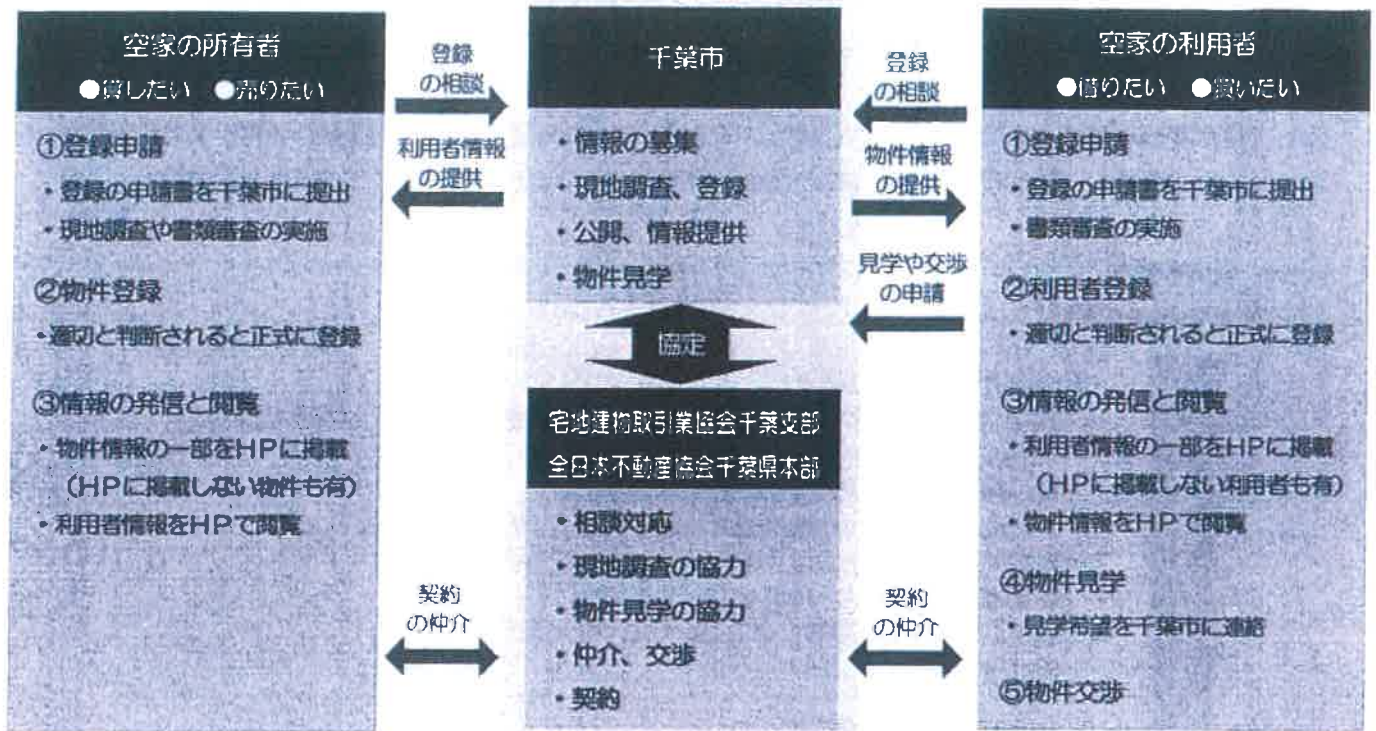 空家の所有者
●貸したい ●売りたい
①登録申請
・登録の申請書を千葉市に提出
・現地調査や書類審査の実施
②物件登録
・適切と判断されると正式に登録
③情報の発信と閲覧
・物件情報の一部をHPに掲載
(HPに掲載しない物件も有)
・利用者情報をHPで閲覧
登録
の相談
利用者情報
の提供
契約
の仲介
千葉市
・情報の募集
・現地調査、登録
・公開、情報提供
・物件見学
協定
宅地建物取引業協会千葉支部
全日本不動産協会千葉県本部
・相談対応
・現地調査の協力
・物件見学の協力
・仲介、交渉
・契約
登録
の相談
物件情報
の提供
見学や交渉
の申請
契約
の仲介
空家の利用者
●借りたい ●買いたい
①登録申請
・登録の申請書を千葉市に提出
・書類審査の実施
②利用者登録
・適切と判断されると正式に登録
③情報の発信と閲覧
・利用者情報の一部をHPに掲載
(HPに掲載しない利用者も有)
・物件情報をHPで閲覧
④物件見学
・見学希望を千葉市に連絡
⑤物件交渉